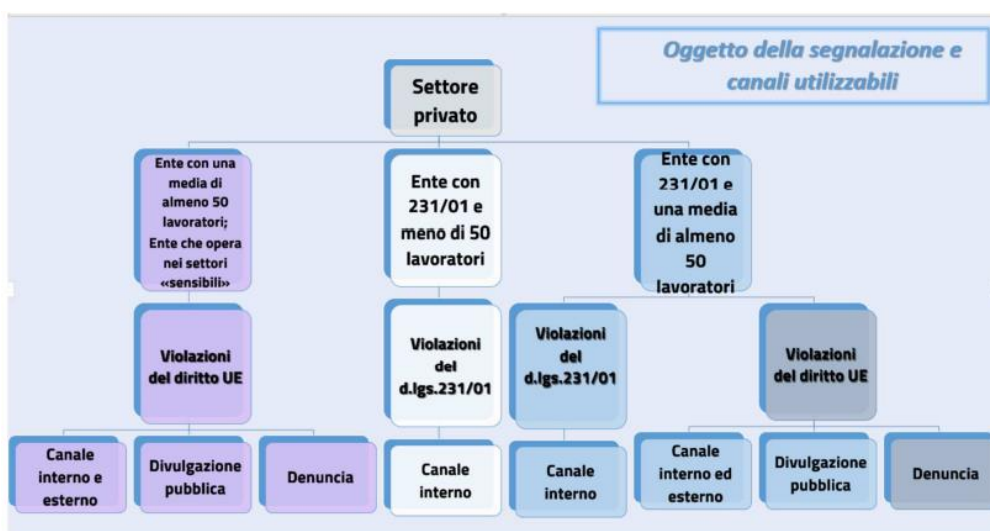 Oggetto della segnalazione e
canali utilizzabili
Settore
privato
Ente con una
media di
almeno 50
lavoratori;
Ente che opera
nei settori
«sensibili»
Ente con
231/01 e
meno di 50
lavoratori
Ente con
231/01 e
una media
di almeno
50
lavoratori
Violazioni
del diritto UE
Violazioni
del
d.lgs.231/01
Violazioni
del
d.lgs.231/01
Violazioni
del diritto UE
Canale
interno e
esterno
Divulgazione
pubblica
Denuncia
Canale
interno
Canale
interno
Canale
interno ed
esterno
Divulgazione
pubblica
Denuncia